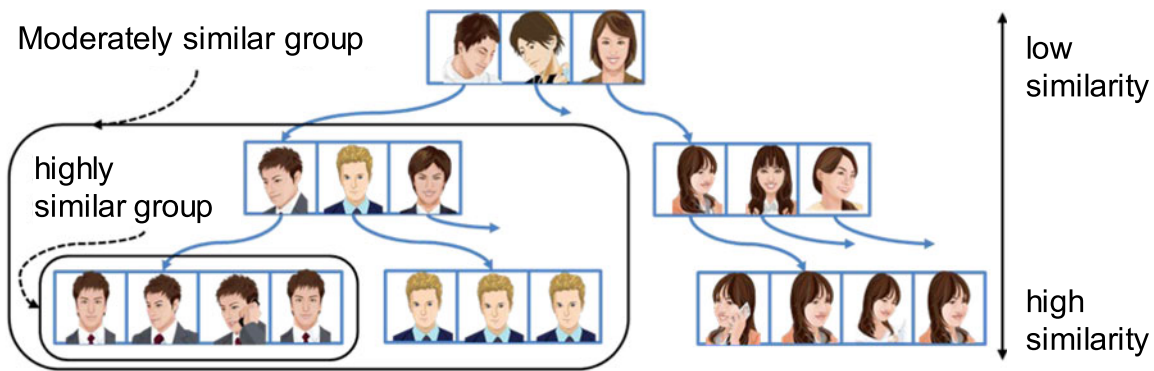 Moderately similar group
low
similarity
highly
similar group
high
similarity